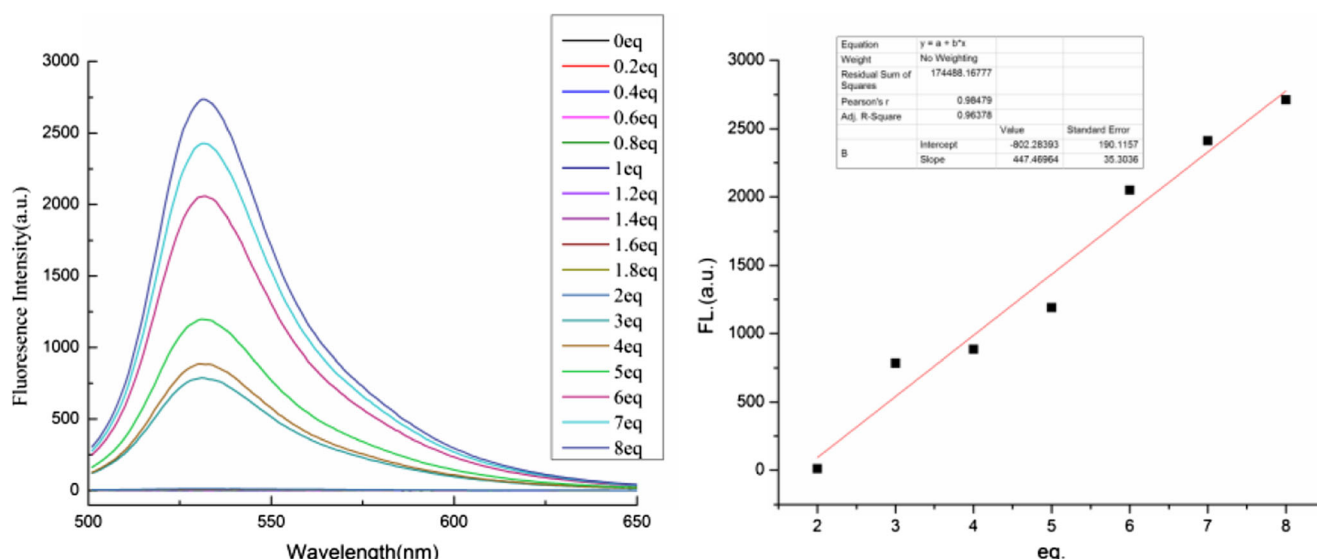 Fluoresence Intensity(a.u.)
3000
2500
2000
1500
1000
500
0
500
550
600
650
Wavelength(nm)
0eq
0.2eq
0.4eq
0.6eq
0.8eq
1eq
1.2eq
1.4eq
1.6eq
1.8eq
2eq
3eq
4eq
5eq
6eq
7eq
8eq
FL.(a.u.)
3000
2500
2000
1500
1000
500
0
2
3
4
5
6
7
8
eq.
Equation y = a + b*x
Weight No Weighting
Residual Sum of Squares 174488.16777
Pearson's r 0.98479
Adj. R-Square 0.96378
Value Standard Error
B Intercept -802.28393 190.1157
Slope 447.46964 35.3036